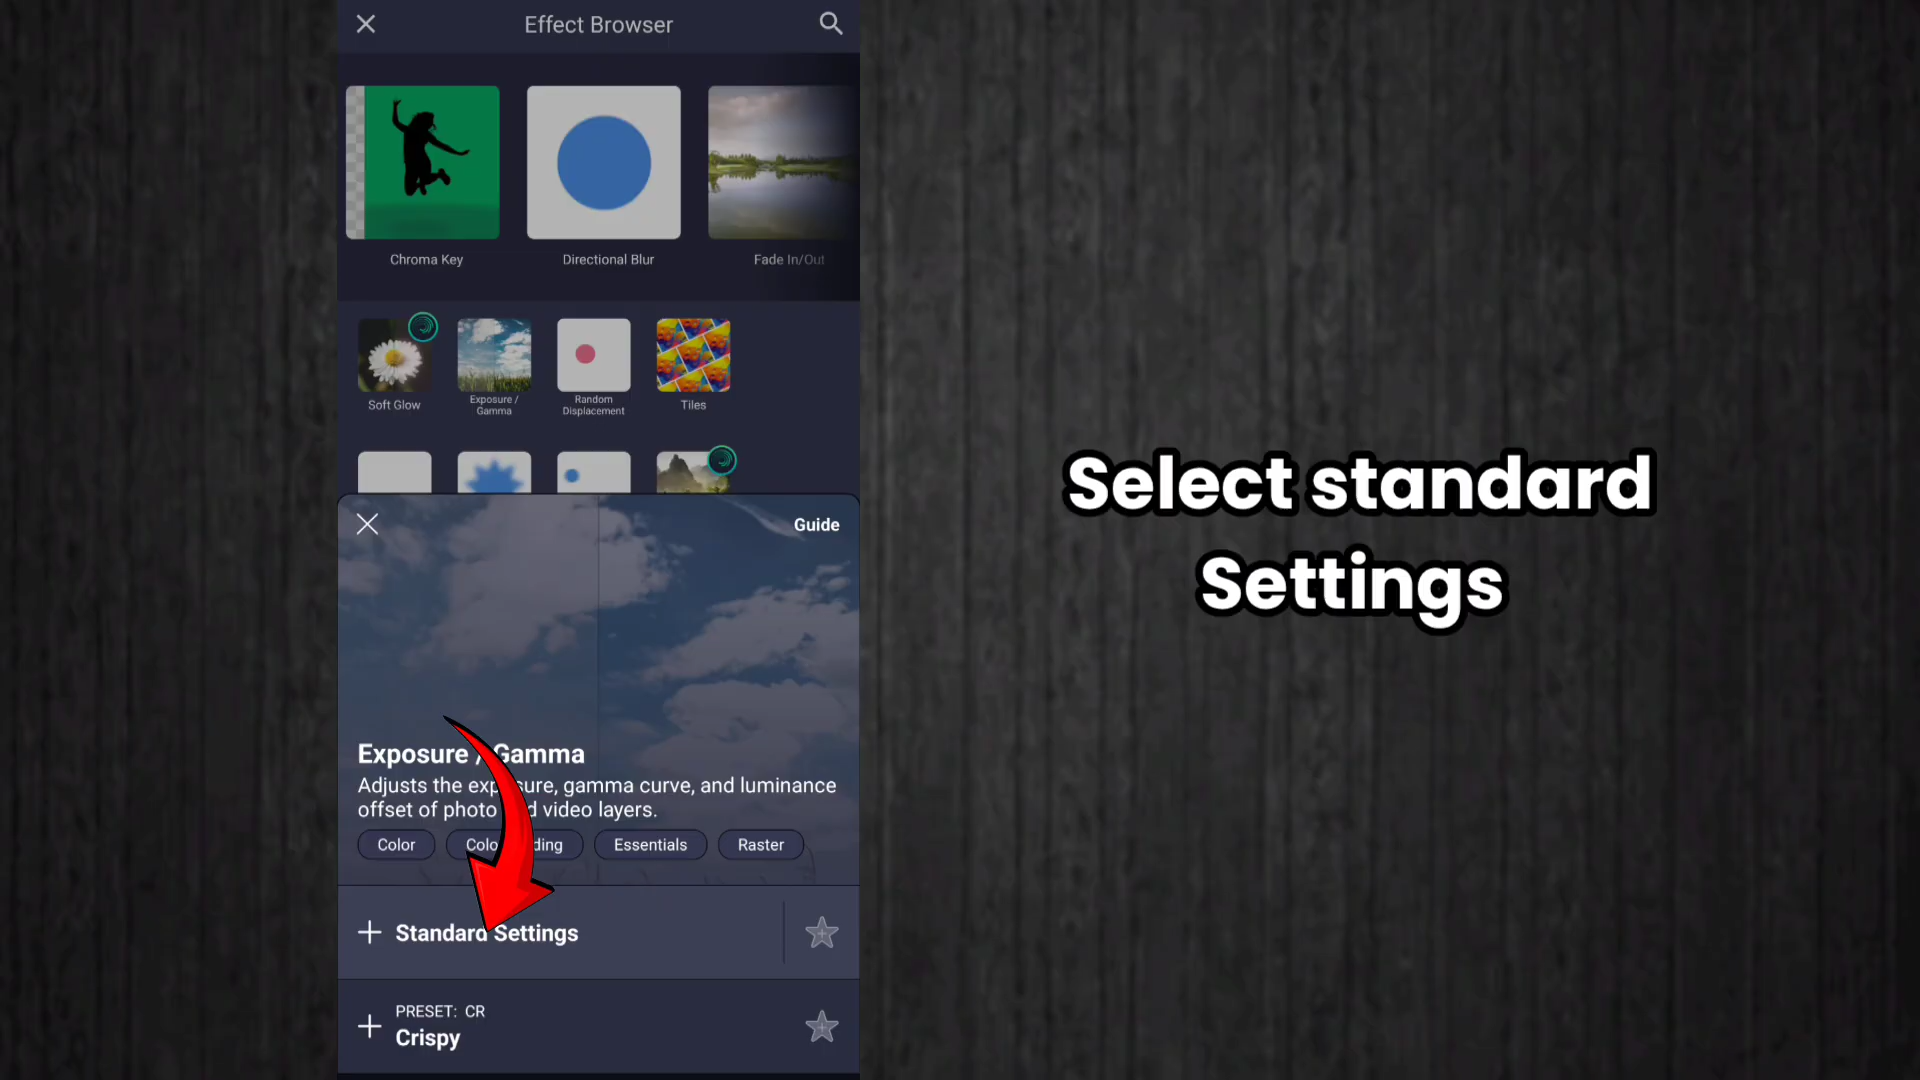 Effect Browser
Chroma Key
Directional Blur
Fade In/Out
Soft Glow
Exposure /
Gamma
Random
Displacement
Tiles
Guide
Exposure / Gamma
Adjusts the exposure, gamma curve, and luminance
offset of photo and video layers.
Color
Color Grading
Essentials
Raster
Standard Settings
PRESET: CR
Crispy
Select standard
Settings